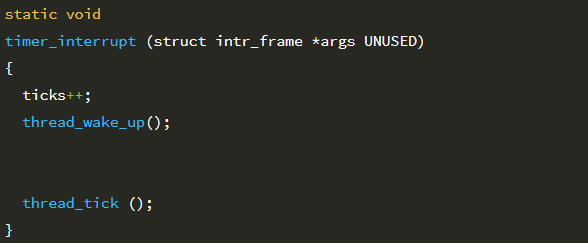 static void
timer_interrupt (struct intr_frame *args UNUSED)
{
  ticks++;
  thread_wake_up();
  thread_tick ();
}